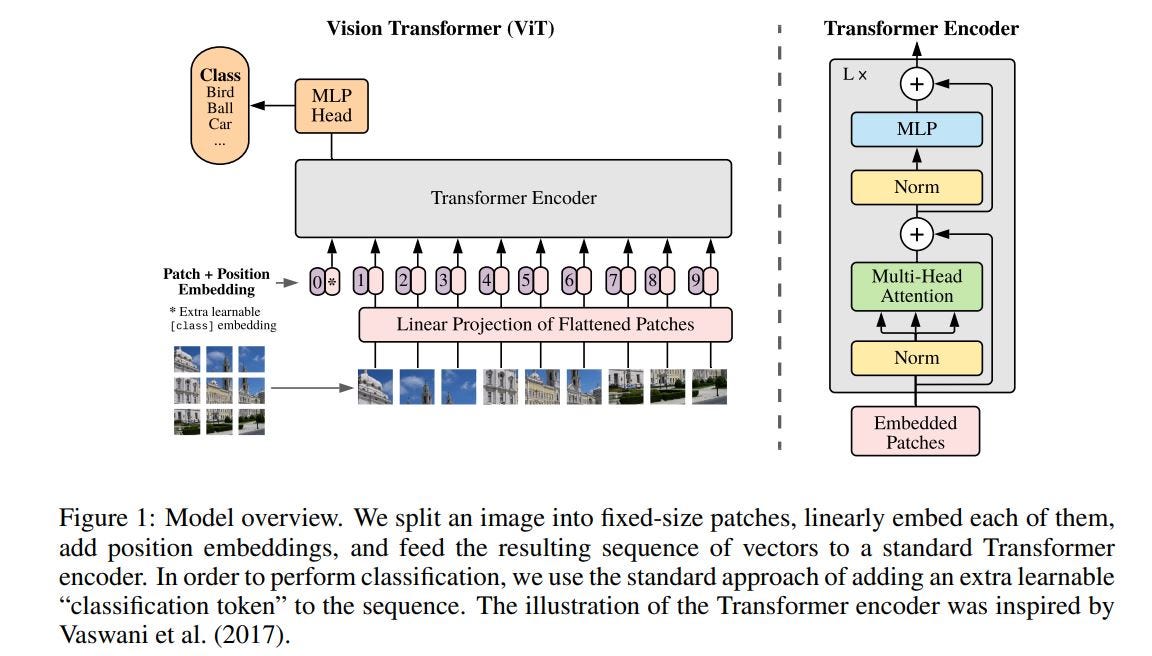 Vision Transformer (ViT)
Class
Bird
Ball
Car
...
MLP
Head
Transformer Encoder
Patch + Position
Embedding
* Extra learnable
[class] embedding
0 * 1 2 3 4 5 6 7 8 9
Linear Projection of Flattened Patches
Transformer Encoder
L x
+
MLP
Norm
+
Multi-Head
Attention
Norm
Embedded
Patches
Figure 1: Model overview. We split an image into fixed-size patches, linearly embed each of them,
add position embeddings, and feed the resulting sequence of vectors to a standard Transformer
encoder. In order to perform classification, we use the standard approach of adding an extra learnable
“classification token” to the sequence. The illustration of the Transformer encoder was inspired by
Vaswani et al. (2017).